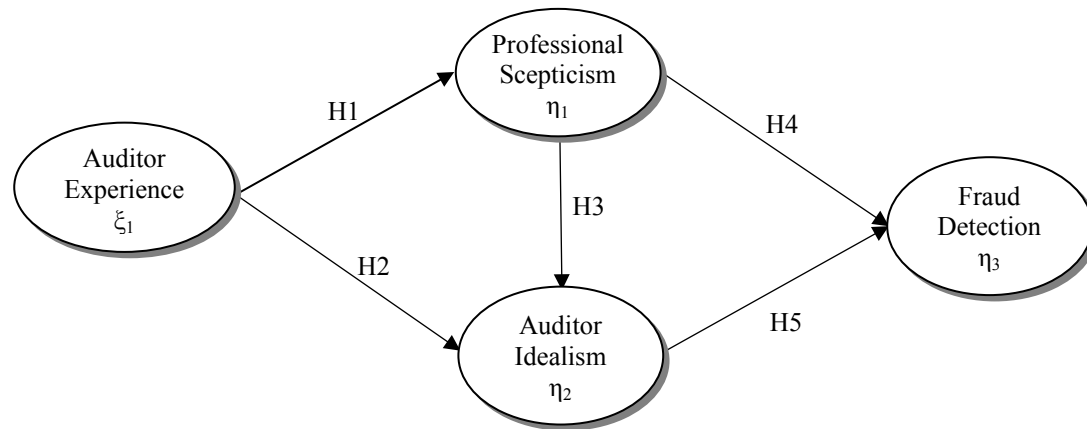 Professional
Scepticism
η1
H1
H4
Auditor
Experience
ξ1
H3
Fraud
Detection
η3
H2
Auditor
Idealism
η2
H5